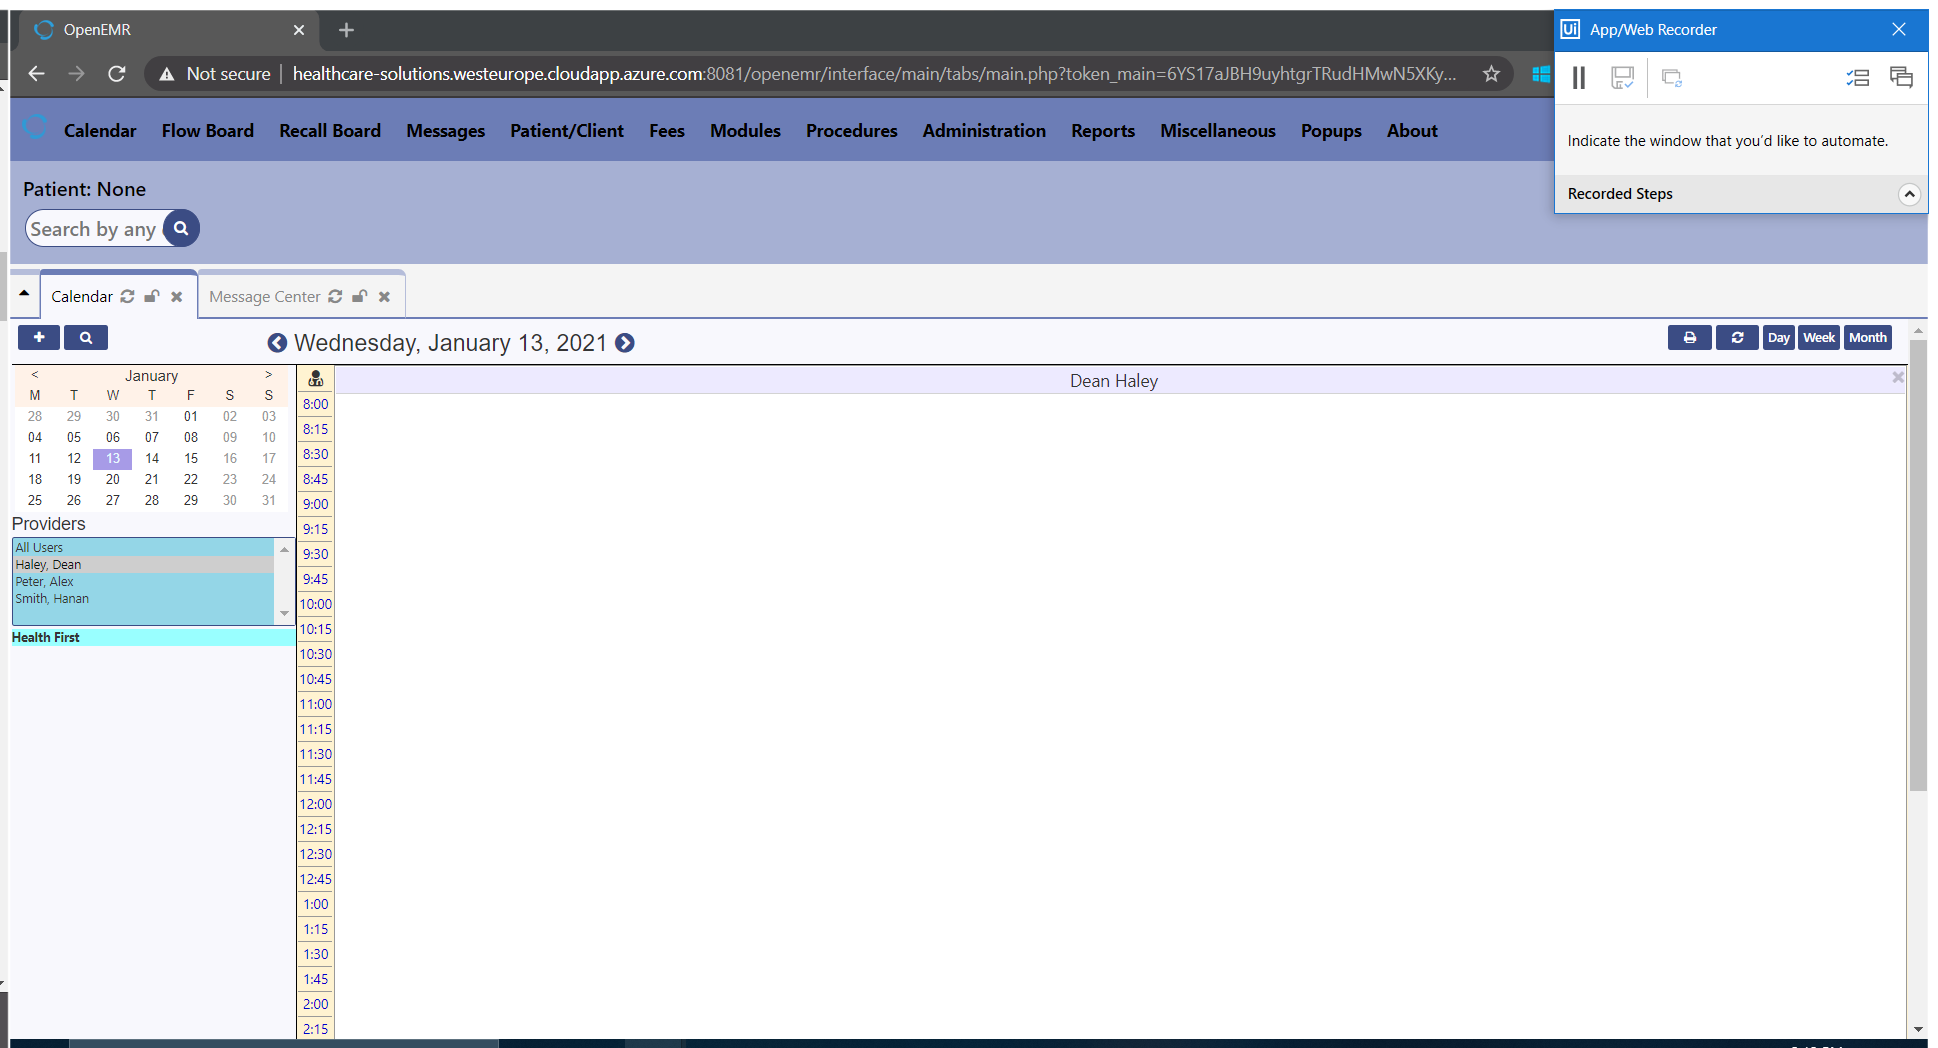 OpenEMR
Not secure | healthcare-solutions.westeurope.cloudapp.azure.com:8081/openemr/interface/main/tabs/main.php?token_main=6YS17aJBH9uyhtgrTRudHMwN5XKy...
Ui App/Web Recorder
Indicate the window that you'd like to automate.
Recorded Steps
Calendar Flow Board Recall Board Messages Patient/Client Fees Modules Procedures Administration Reports Miscellaneous Popups About
Patient: None
Search by any
Calendar Message Center
Wednesday, January 13, 2021
Day Week Month
< January >
M T W T F S S
28 29 30 31 01 02 03
04 05 06 07 08 09 10
11 12 13 14 15 16 17
18 19 20 21 22 23 24
25 26 27 28 29 30 31
Providers
All Users
Haley, Dean
Peter, Alex
Smith, Hanan
Health First
Dean Haley
8:00
8:15
8:30
8:45
9:00
9:15
9:30
9:45
10:00
10:15
10:30
10:45
11:00
11:15
11:30
11:45
12:00
12:15
12:30
12:45
1:00
1:15
1:30
1:45
2:00
2:15